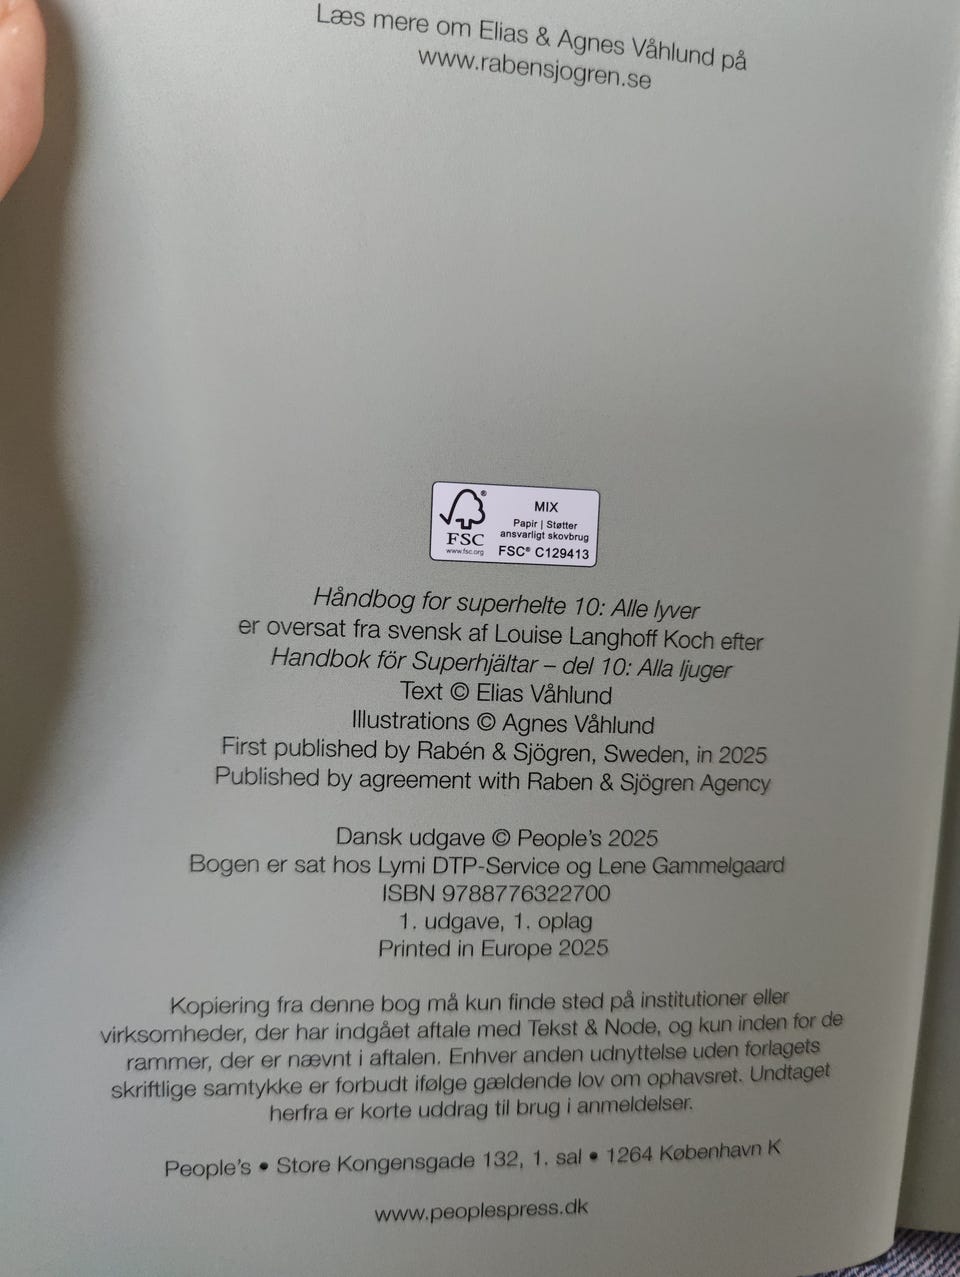 Læs mere om Elias & Agnes Våhlund på
www.rabensjogren.se
FSC®
www.fsc.org
MIX
Papir | Støtter
ansvarligt skovbrug
FSC® C129413
Håndbog for superhelte 10: Alle lyver
er oversat fra svensk af Louise Langhoff Koch efter
Handbok för Superhjältar – del 10: Alla ljuger
Text © Elias Våhlund
Illustrations © Agnes Våhlund
First published by Rabén & Sjögren, Sweden, in 2025
Published by agreement with Raben & Sjögren Agency
Dansk udgave © People's 2025
Bogen er sat hos Lymi DTP-Service og Lene Gammelgaard
ISBN 9788776322700
1. udgave, 1. oplag
Printed in Europe 2025
Kopiering fra denne bog må kun finde sted på institutioner eller
virksomheder, der har indgået aftale med Tekst & Node, og kun inden for de
rammer, der er nævnt i aftalen. Enhver anden udnyttelse uden forlagets
skriftlige samtykke er forbudt ifølge gældende lov om ophavsret. Undtaget
herfra er korte uddrag til brug i anmeldelser.
People's • Store Kongensgade 132, 1. sal • 1264 København K
www.peoplespress.dk